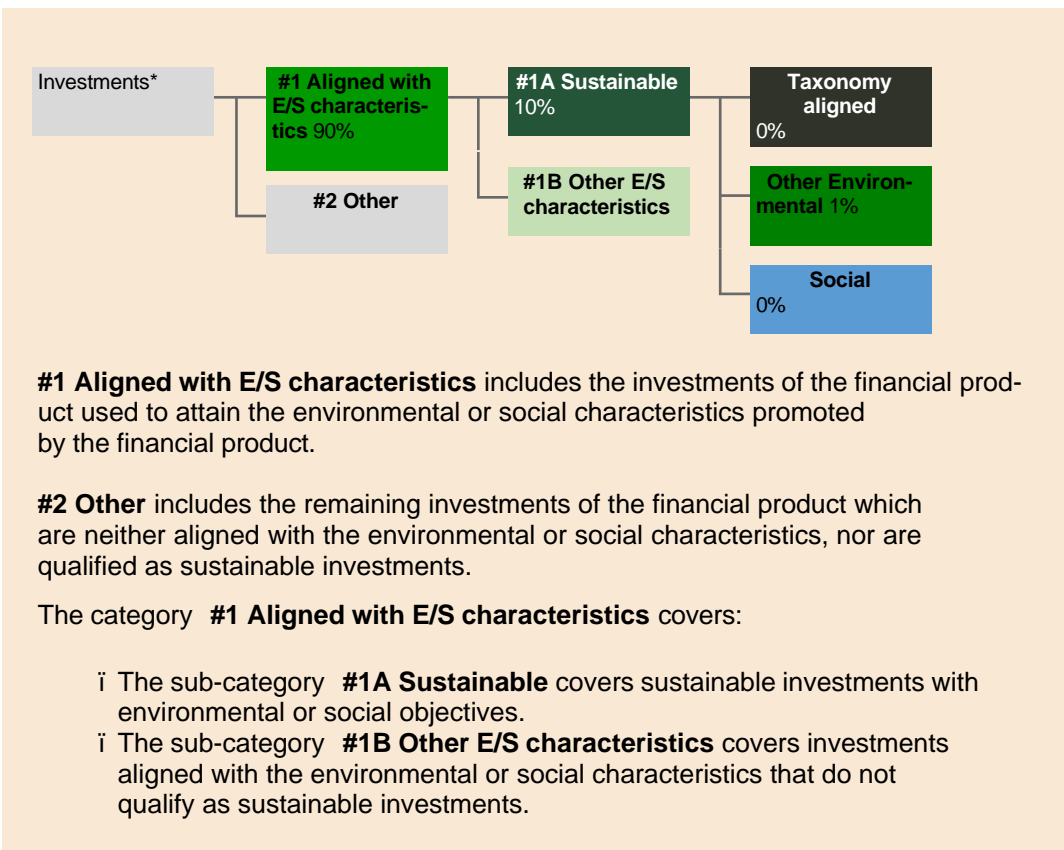 Investments*
#1 Aligned with
E/S characteris-
tics 90%
#2 Other
#1A Sustainable
10%
#1B Other E/S
characteristics
Taxonomy
aligned
0%
Other Environ-
mental 1%
Social
0%
#1 Aligned with E/S characteristics includes the investments of the financial prod-
uct used to attain the environmental or social characteristics promoted
by the financial product.
#2 Other includes the remaining investments of the financial product which
are neither aligned with the environmental or social characteristics, nor are
qualified as sustainable investments.
The category #1 Aligned with E/S characteristics covers:
ï The sub-category #1A Sustainable covers sustainable investments with
environmental or social objectives.
ï The sub-category #1B Other E/S characteristics covers investments
aligned with the environmental or social characteristics that do not
qualify as sustainable investments.